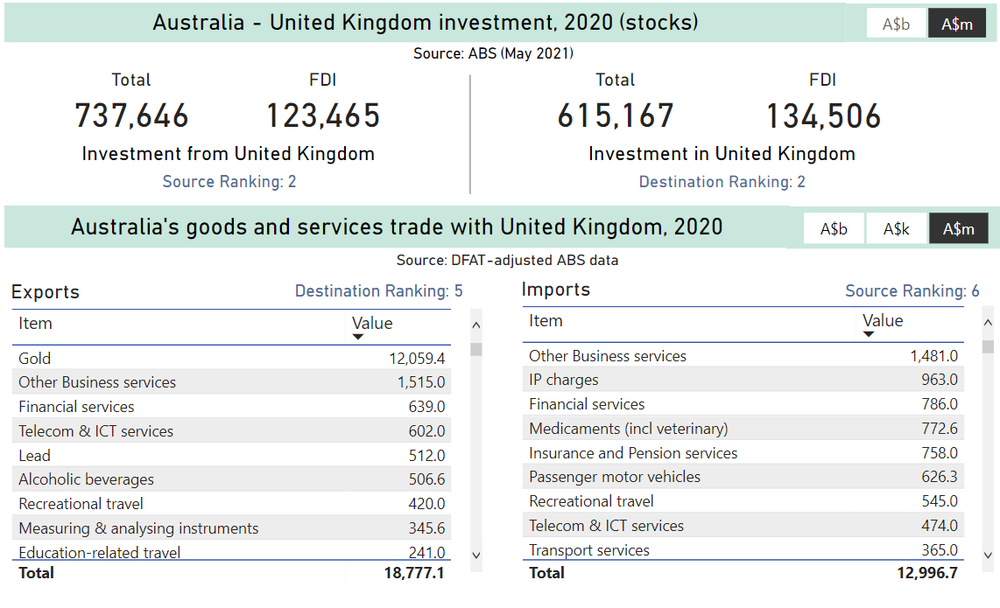 Australia - United Kingdom investment, 2020 (stocks)
A$b A$m
Source: ABS (May 2021)
Total FDI
737,646 123,465
Investment from United Kingdom
Source Ranking: 2
Total FDI
615,167 134,506
Investment in United Kingdom
Destination Ranking: 2
Australia's goods and services trade with United Kingdom, 2020
A$b A$k A$m
Source: DFAT-adjusted ABS data
Exports Destination Ranking: 5
Item Value
Gold 12,059.4
Other Business services 1,515.0
Financial services 639.0
Telecom & ICT services 602.0
Lead 512.0
Alcoholic beverages 506.6
Recreational travel 420.0
Measuring & analysing instruments 345.6
Education-related travel 241.0
Total 18,777.1
Imports Source Ranking: 6
Item Value
Other Business services 1,481.0
IP charges 963.0
Financial services 786.0
Medicaments (incl veterinary) 772.6
Insurance and Pension services 758.0
Passenger motor vehicles 626.3
Recreational travel 545.0
Telecom & ICT services 474.0
Transport services 365.0
Total 12,996.7